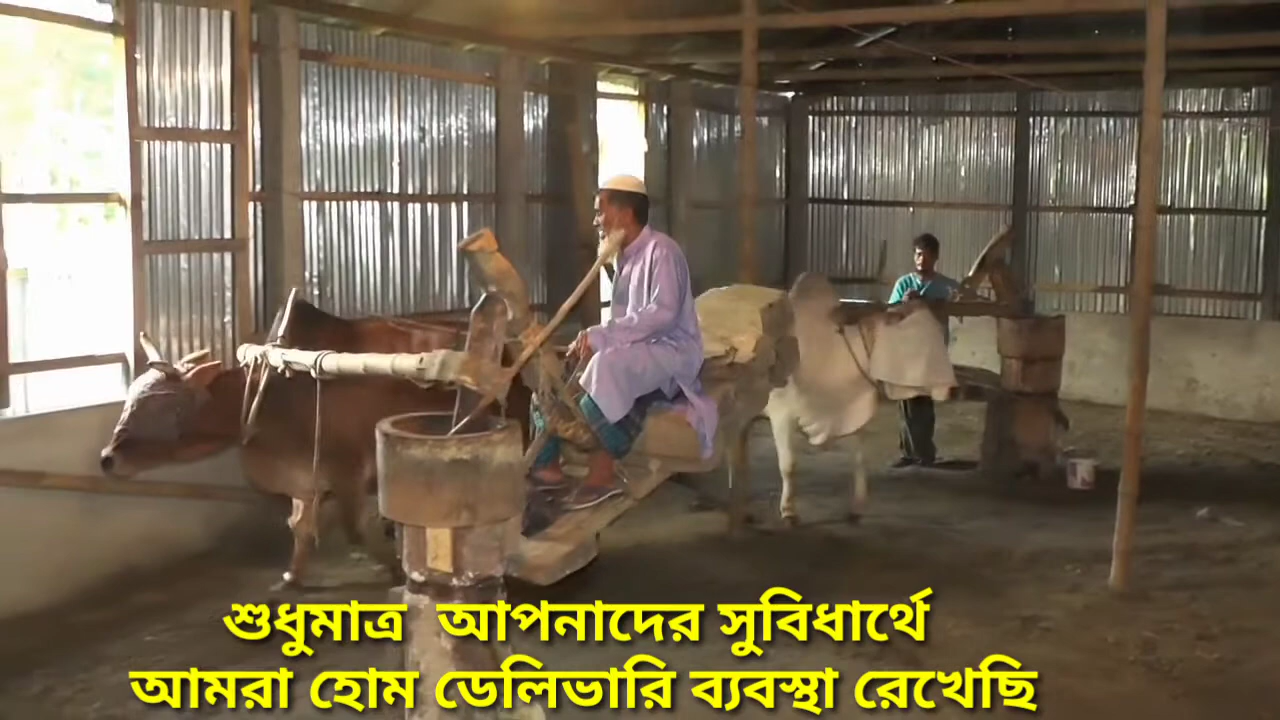 শুধুমাত্র আপনাদের সুবিধার্থে
আমরা হোম ডেলিভারি ব্যবস্থা রেখেছি